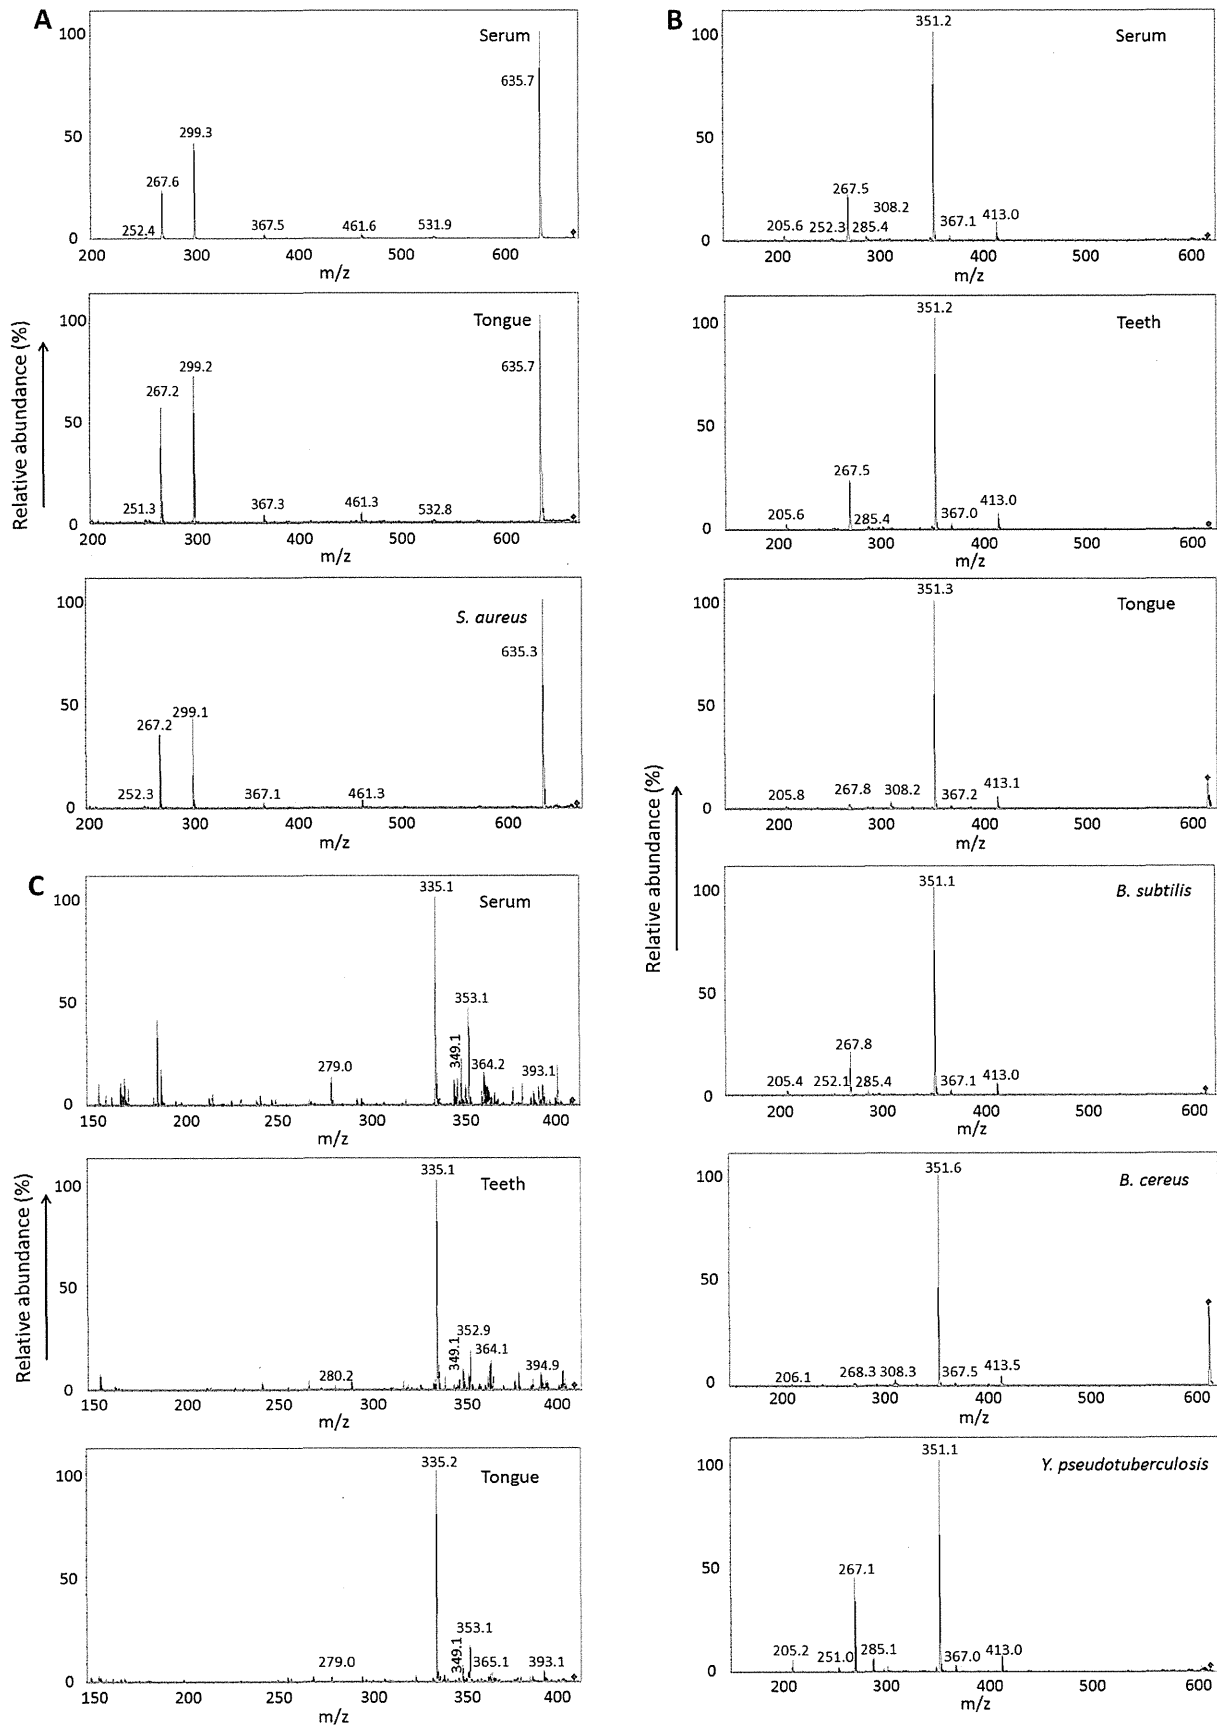 A
Serum
100
50
0
635.7
299.3
267.6
252.4
367.5
461.6
531.9
200 300 400 500 600
m/z
Tongue
100
50
0
635.7
299.2
267.2
251.3
367.3
461.3
532.8
200 300 400 500 600
m/z
Relative abundance (%)
S. aureus
100
50
0
635.3
299.1
267.2
252.3
367.1
461.3
200 300 400 500 600
m/z
C
Serum
335.1
100
50
0
353.1
349.1
364.2
279.0
393.1
150 200 250 300 350 400
m/z
Teeth
335.1
100
50
0
352.9
349.1
364.1
280.2
394.9
150 200 250 300 350 400
m/z
Relative abundance (%)
Tongue
335.2
100
50
0
353.1
349.1
365.1
279.0
393.1
150 200 250 300 350 400
m/z
B
Serum
351.2
100
50
0
267.5
308.2
205.6 252.3 285.4
367.1
413.0
200 300 400 500 600
m/z
Teeth
351.2
100
50
0
267.5
205.6
285.4
367.0
413.0
200 300 400 500 600
m/z
Tongue
351.3
100
50
0
205.8
267.8 308.2
367.2
413.1
200 300 400 500 600
m/z
Relative abundance (%)
B. subtilis
351.1
100
50
0
267.8
205.4 252.1 285.4
367.1
413.0
200 300 400 500 600
m/z
B. cereus
351.6
100
50
0
206.1
268.3 308.3
367.5
413.5
200 300 400 500 600
m/z
Y. pseudotuberculosis
351.1
100
50
0
267.1
205.2
251.0
285.1
367.0
413.0
200 300 400 500 600
m/z